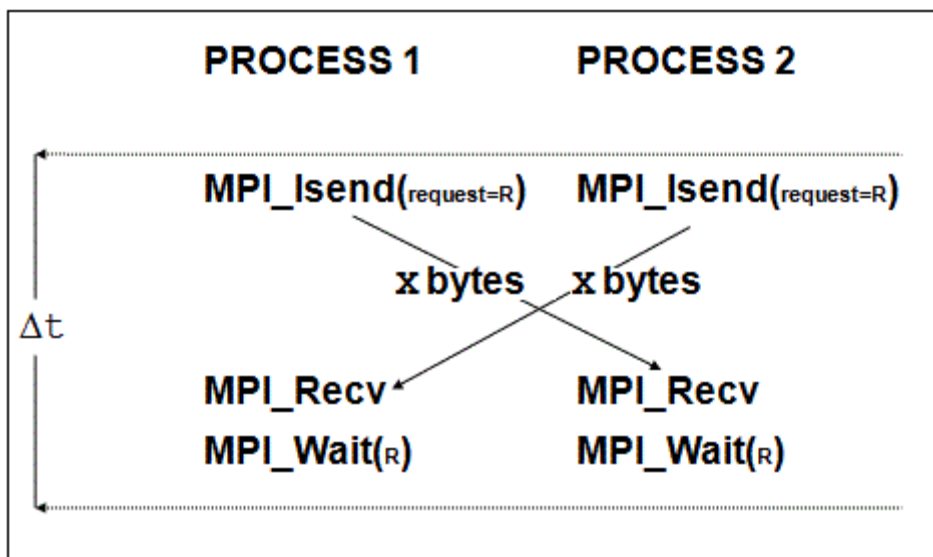 PROCESS 1 PROCESS 2
MPI_Isend(request=R) MPI_Isend(request=R)
x bytes x bytes
Δt
MPI_Recv MPI_Recv
MPI_Wait(R) MPI_Wait(R)